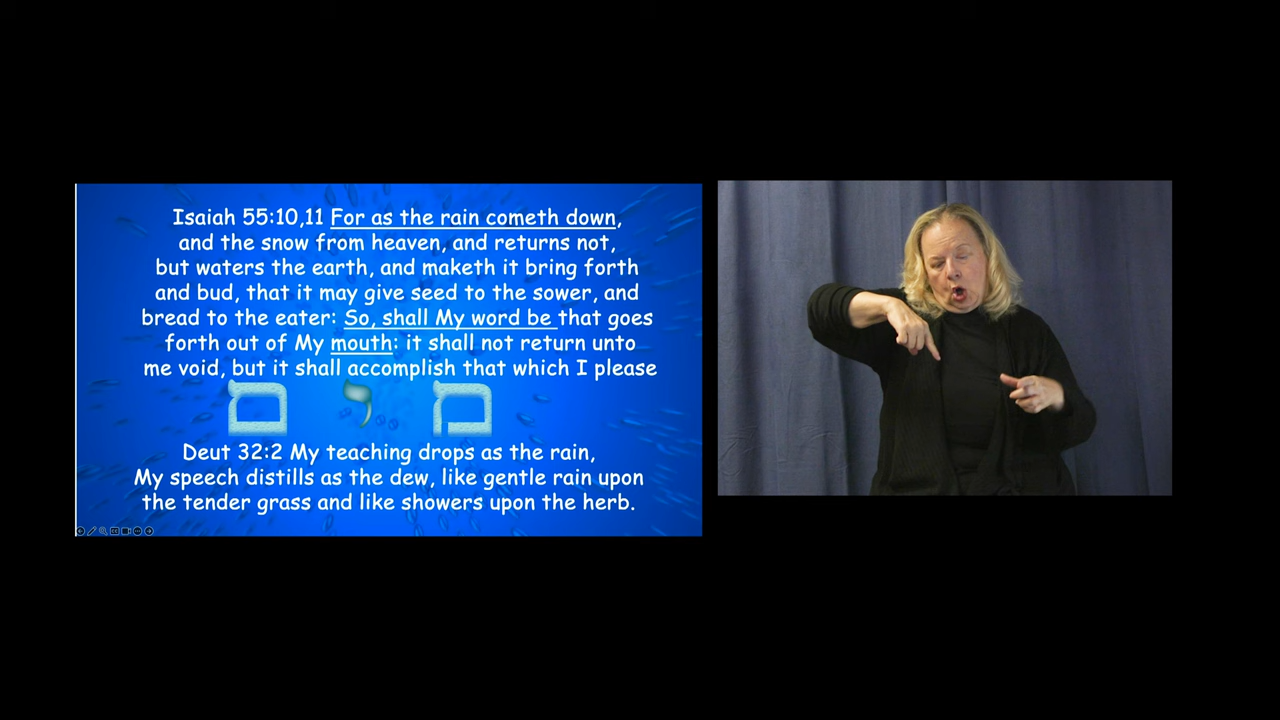 Isaiah 55:10,11 For as the rain cometh down,
and the snow from heaven, and returns not,
but waters the earth, and maketh it bring forth
and bud, that it may give seed to the sower, and
bread to the eater: So, shall My word be that goes
forth out of My mouth: it shall not return unto
me void, but it shall accomplish that which I please
מ י ם
Deut 32:2 My teaching drops as the rain,
My speech distills as the dew, like gentle rain upon
the tender grass and like showers upon the herb.